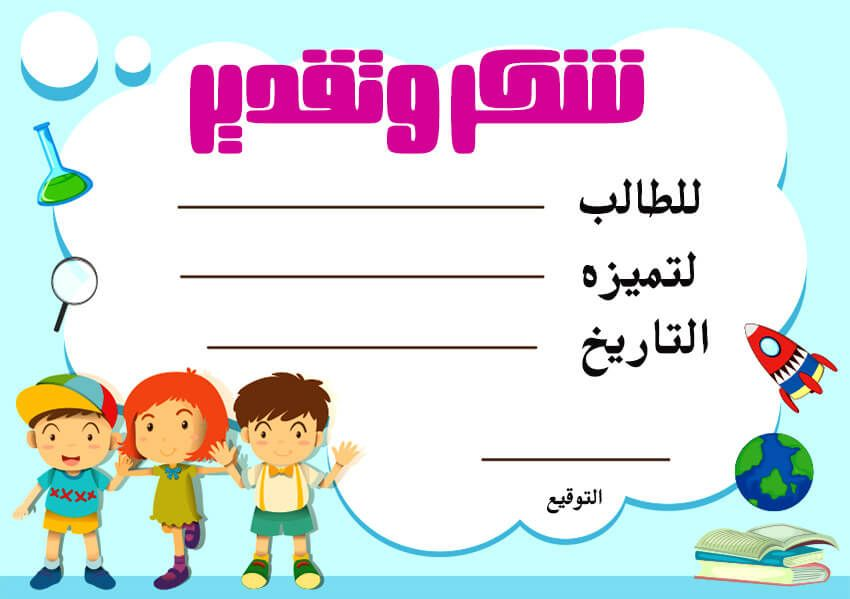 شكر وتقدير
للطالب
لتميزه
التاريخ
التوقيع